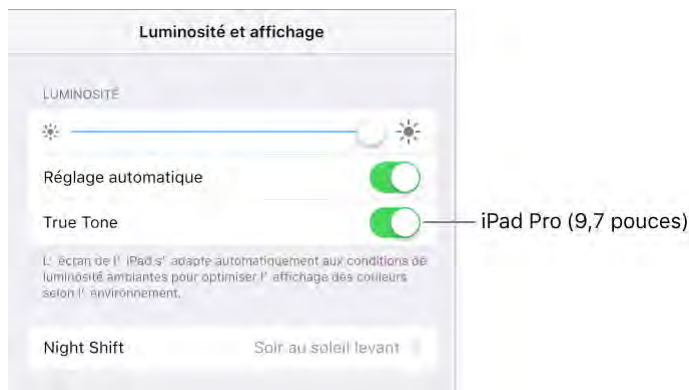 Luminosité et affichage
LUMINOSITÉ
Réglage automatique
True Tone
iPad Pro (9,7 pouces)
L' écran de l' iPad s' adapte automatiquement aux conditions de
luminosité ambiantes pour optimiser l' affichage des couleurs
selon l' environnement.
Night Shift
Soir au soleil levant